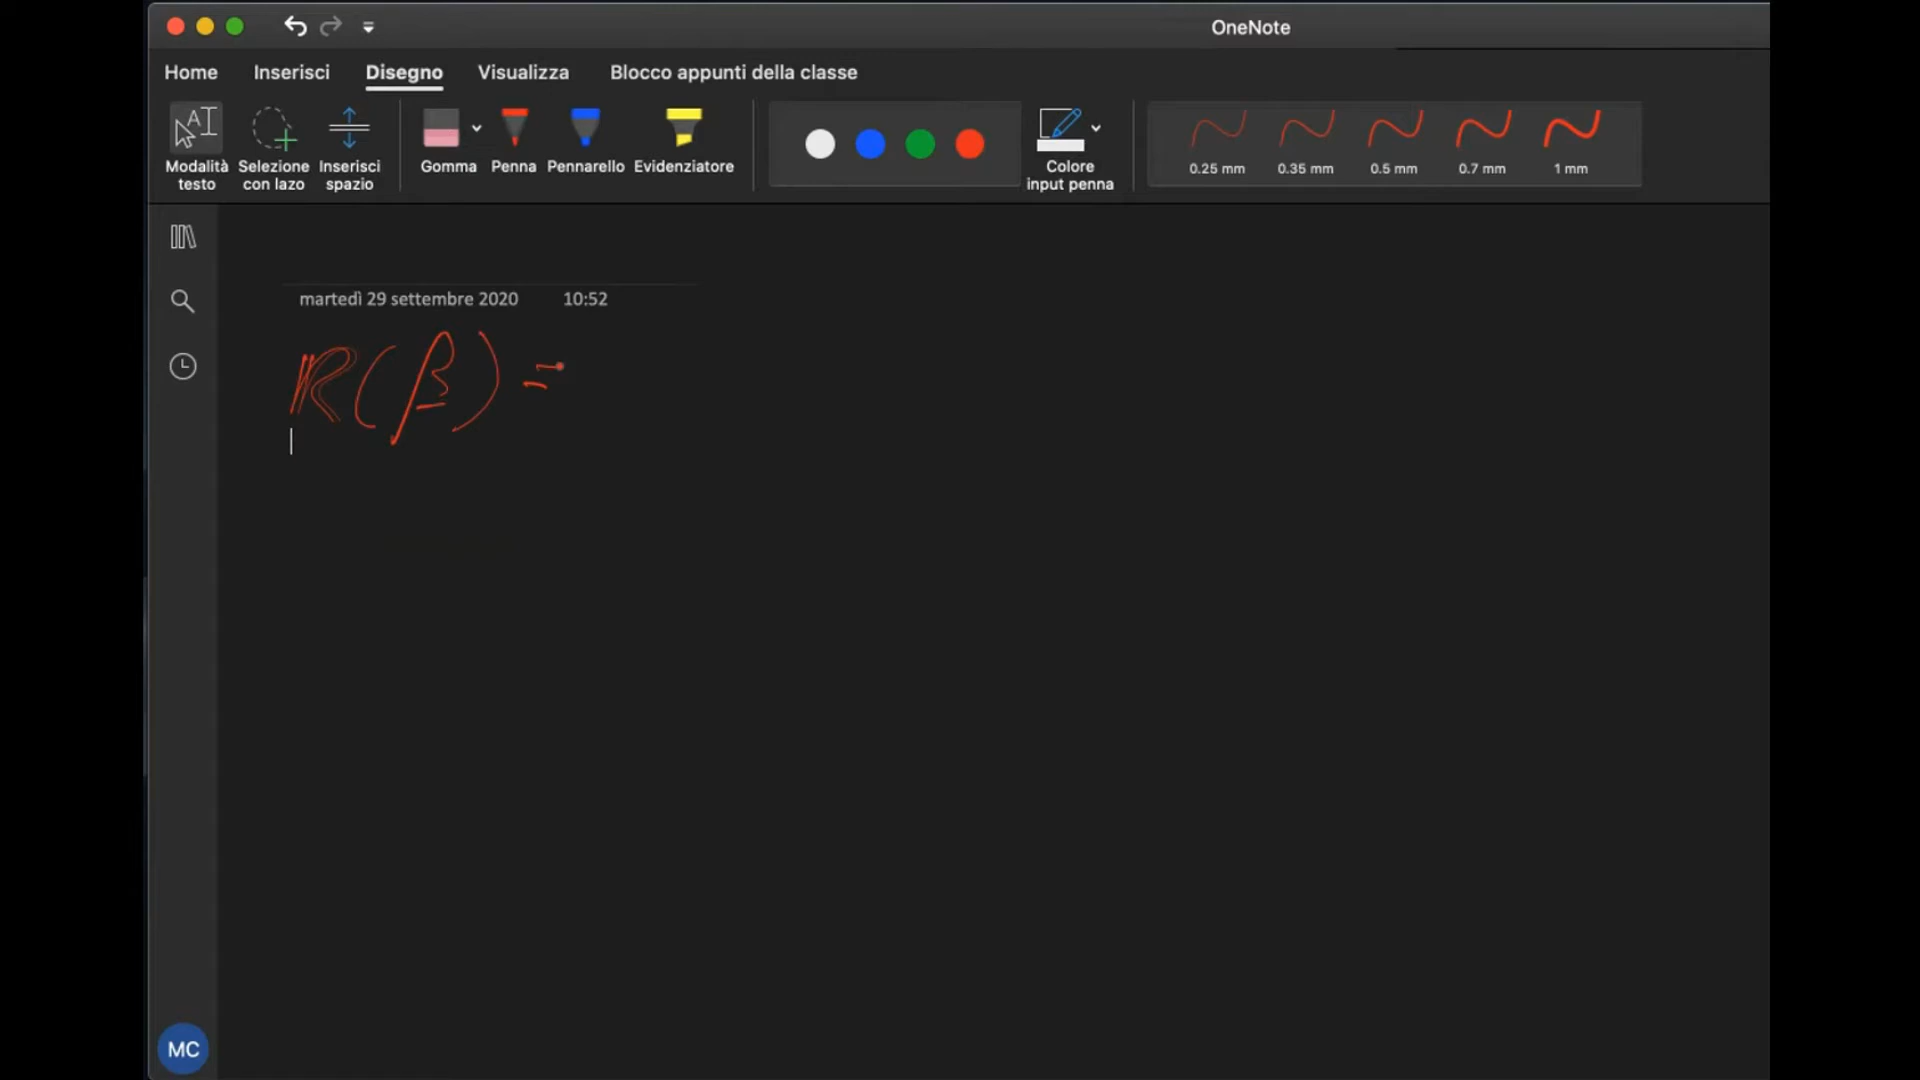 OneNote
Home Inserisci Disegno Visualizza Blocco appunti della classe
Modalità testo Selezione con lazo Inserisci spazio Gomma Penna Pennarello Evidenziatore Colore input penna 0.25 mm 0.35 mm 0.5 mm 0.7 mm 1 mm
martedì 29 settembre 2020 10:52
ℝ(β) =
MC